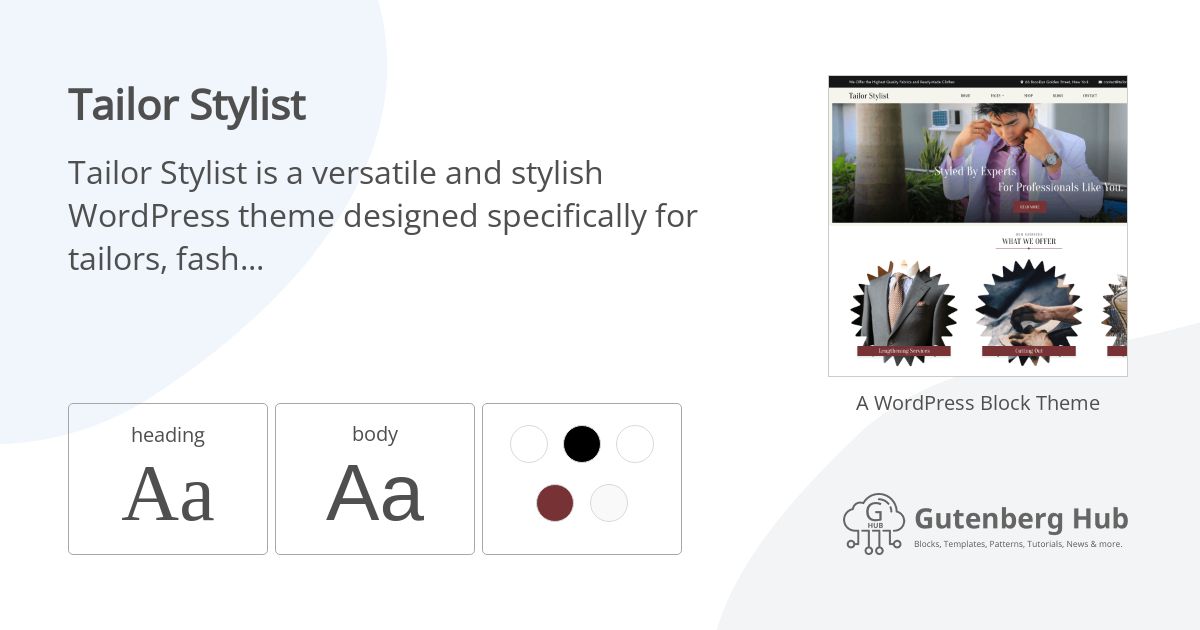 Tailor Stylist
Tailor Stylist is a versatile and stylish
WordPress theme designed specifically for
tailors, fash...
heading
Aa
body
Aa
We Offer the Highest Quality Fabrics and Ready-Made Clothes
Tailor Stylist
HOME
PAGES
SHOP
BLOGS
CONTACT
Styled By Experts
For Professionals Like You.
READ MORE
OUR SERVICES
WHAT WE OFFER
Lengthening Services
Cutting-Out
A WordPress Block Theme
G
HUB
Gutenberg Hub
Blocks, Templates, Patterns, Tutorials, News & more.